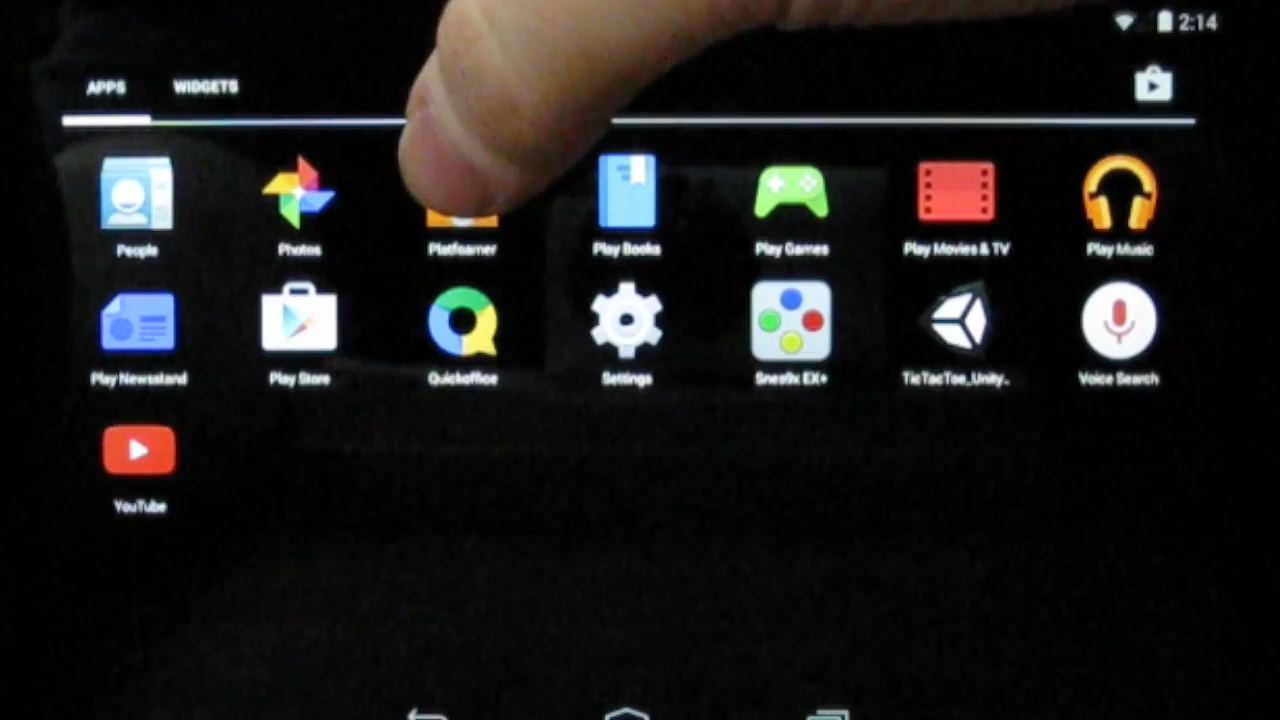 2:14
APPS WIDGETS
People Photos Platfoamer Play Books Play Games Play Movies & TV Play Music
Play Newsstand Play Store Quickoffice Settings Snes9x EX+ TicTacToe_Unity.. Voice Search
YouTube